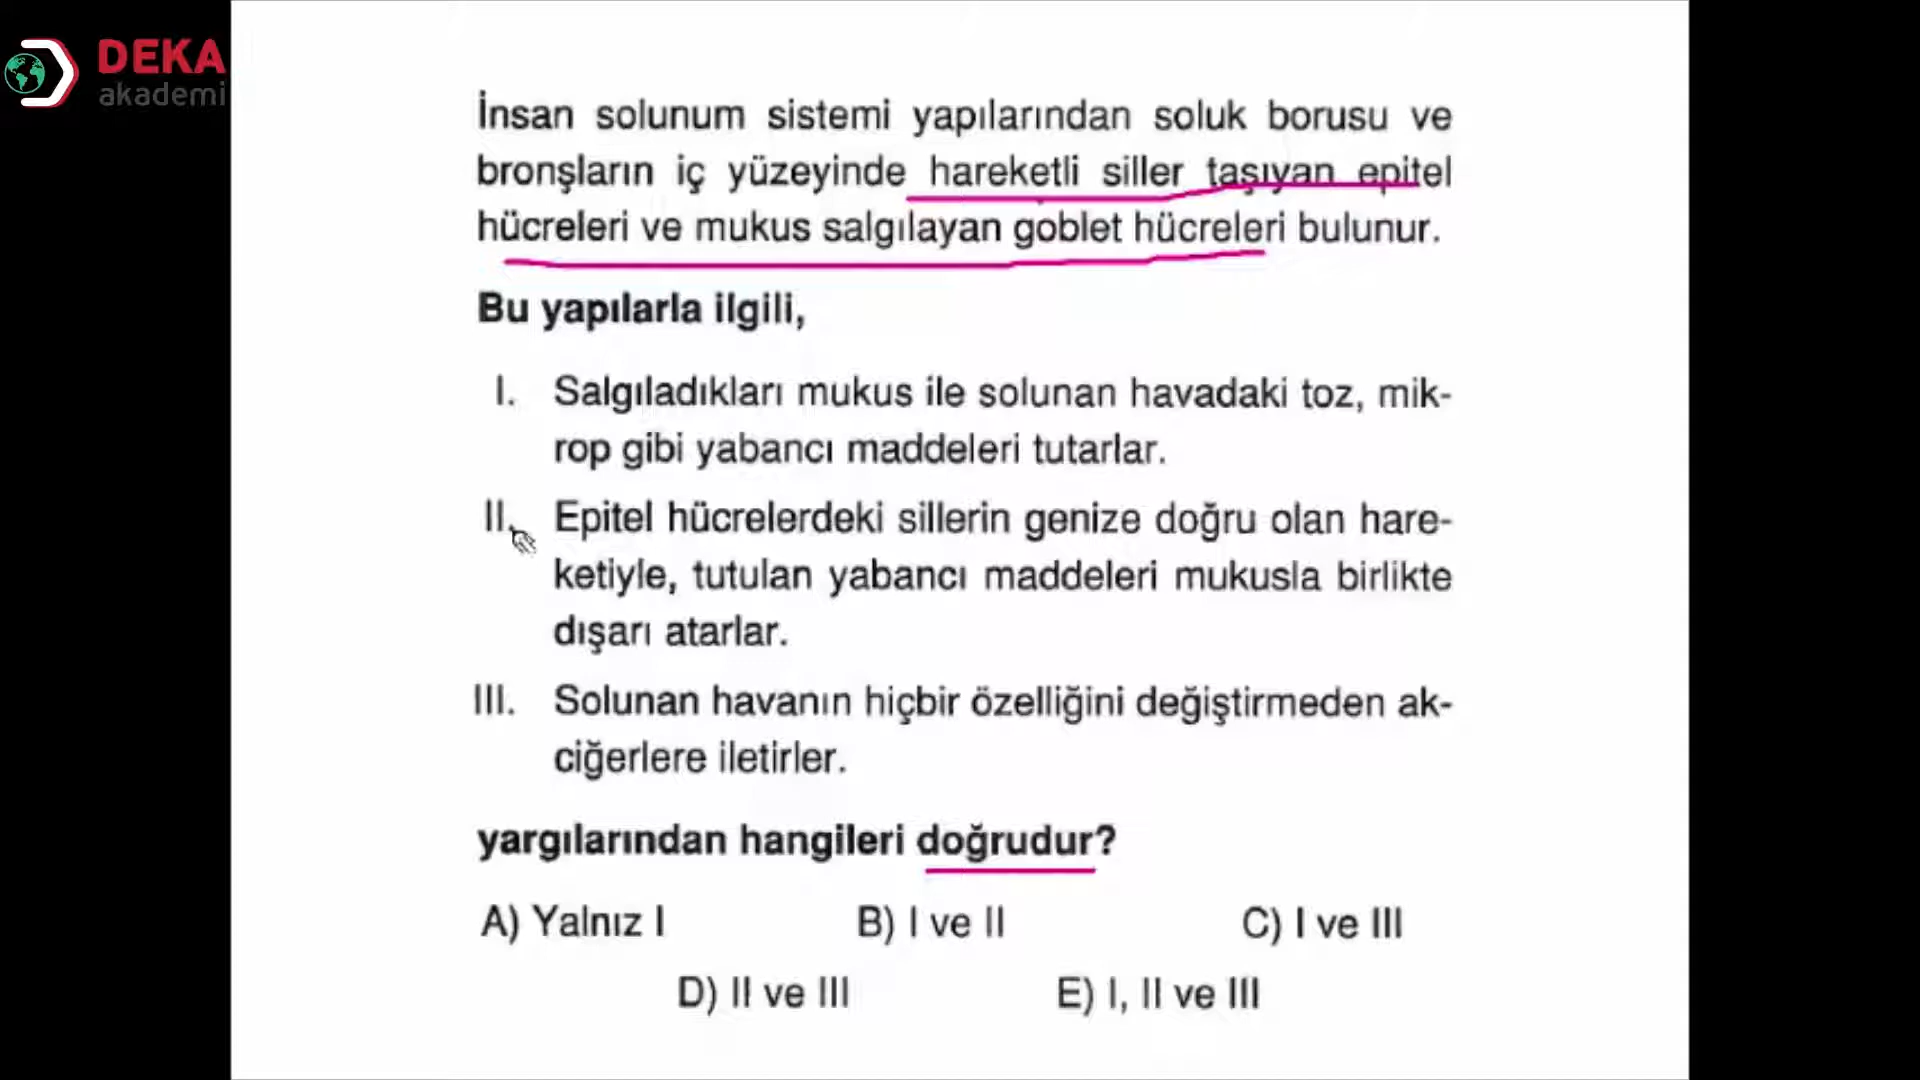 DEKA
akademi
İnsan solunum sistemi yapılarından soluk borusu ve
bronşların iç yüzeyinde hareketli siller taşıyan epitel
hücreleri ve mukus salgılayan goblet hücreleri bulunur.
Bu yapılarla ilgili,
I. Salgıladıkları mukus ile solunan havadaki toz, mik-
rop gibi yabancı maddeleri tutarlar.
II. Epitel hücrelerdeki sillerin genize doğru olan hare-
ketiyle, tutulan yabancı maddeleri mukusla birlikte
dışarı atarlar.
III. Solunan havanın hiçbir özelliğini değiştirmeden ak-
ciğerlere iletirler.
yargılarından hangileri doğrudur?
A) Yalnız I B) I ve II C) I ve III
D) II ve III E) I, II ve III